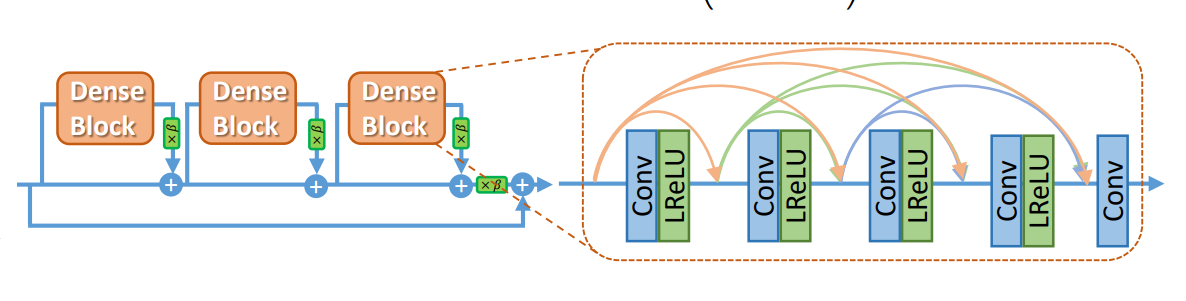 Dense
Block
×β
Dense
Block
×β
Dense
Block
×β
×β
Conv
LReLU
Conv
LReLU
Conv
LReLU
Conv
LReLU
Conv